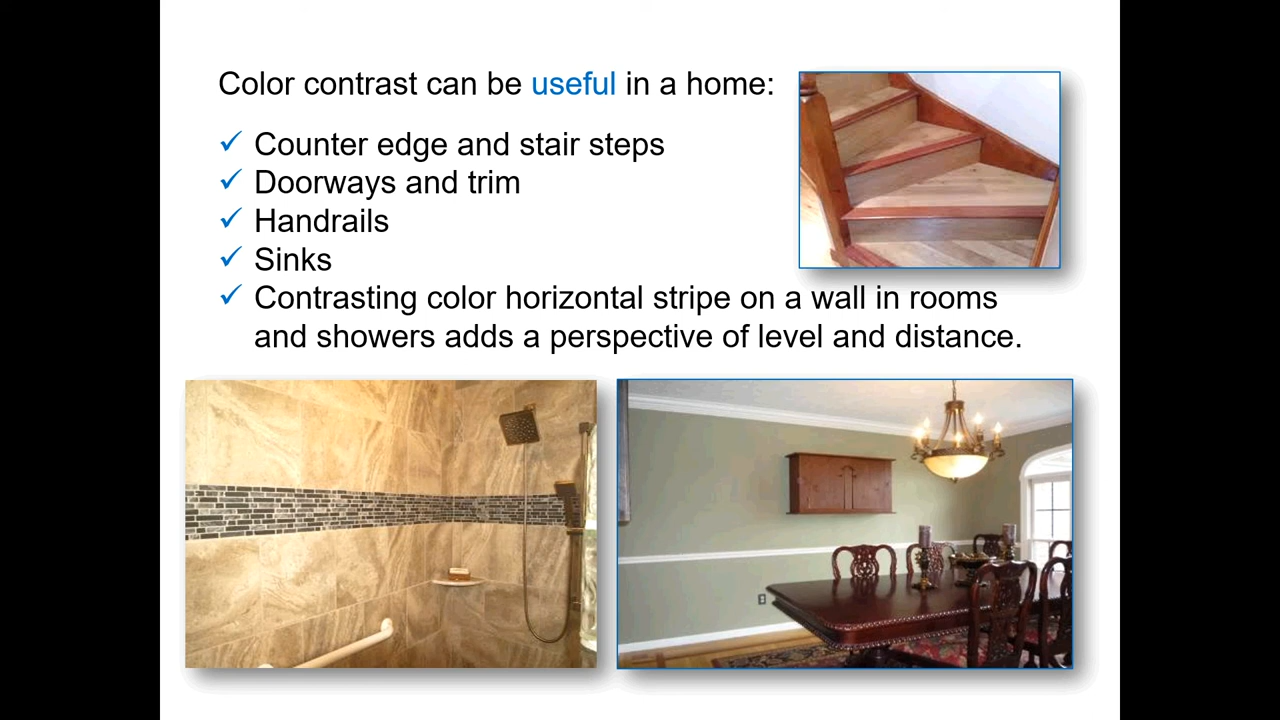 Color contrast can be useful in a home:
✓ Counter edge and stair steps
✓ Doorways and trim
✓ Handrails
✓ Sinks
✓ Contrasting color horizontal stripe on a wall in rooms
and showers adds a perspective of level and distance.